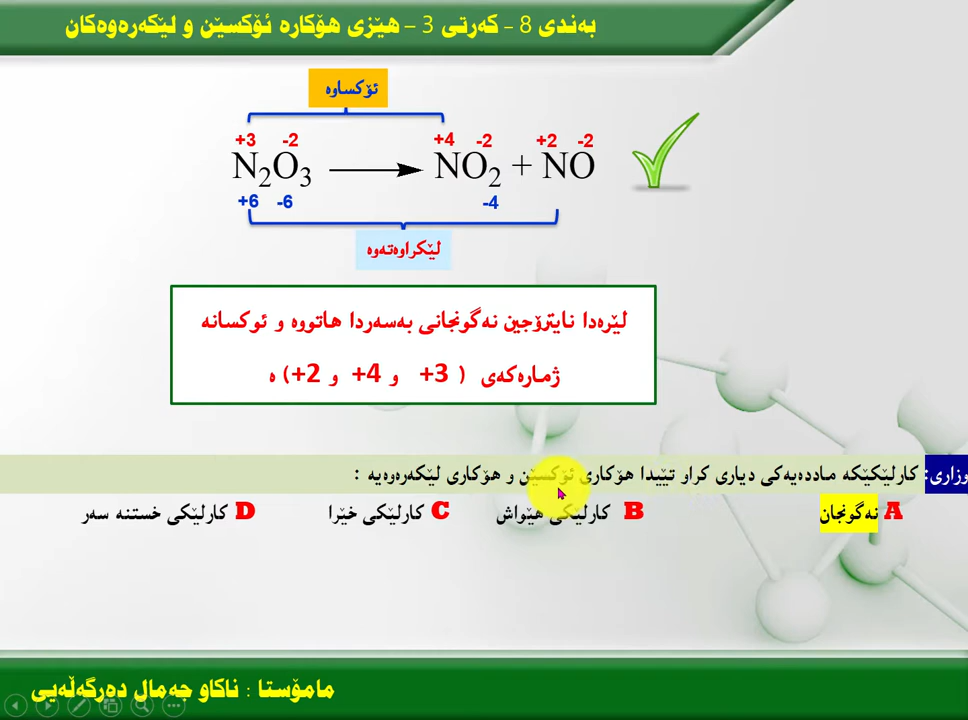 بەندی 8 - کەرتی 3 - هێزی هۆکارە ئۆکسێن و لێکەرەوەکان
ئۆکساوە
+3 -2 +4 -2 +2 -2
N₂O₃ ⟶ NO₂ + NO
+6 -6 -4
لێکراوەتەوە
لێرەدا نایترۆجین نەگونجانی بەسەردا هاتووە و ئوکسانە
ژمارەکەی ( 3+ و 4+ و 2+) ە
وزاری: کارلێکێکە ماددەیەکی دیاری کراو تێیدا هۆکاری ئۆکسێن و هۆکاری لێکەرەوەیە :
A نەگونجان B کارلێکی هێواش C کارلێکی خێرا D کارلێکی خستنە سەر
مامۆستا : ناکاو جەمال دەرگەڵەیی